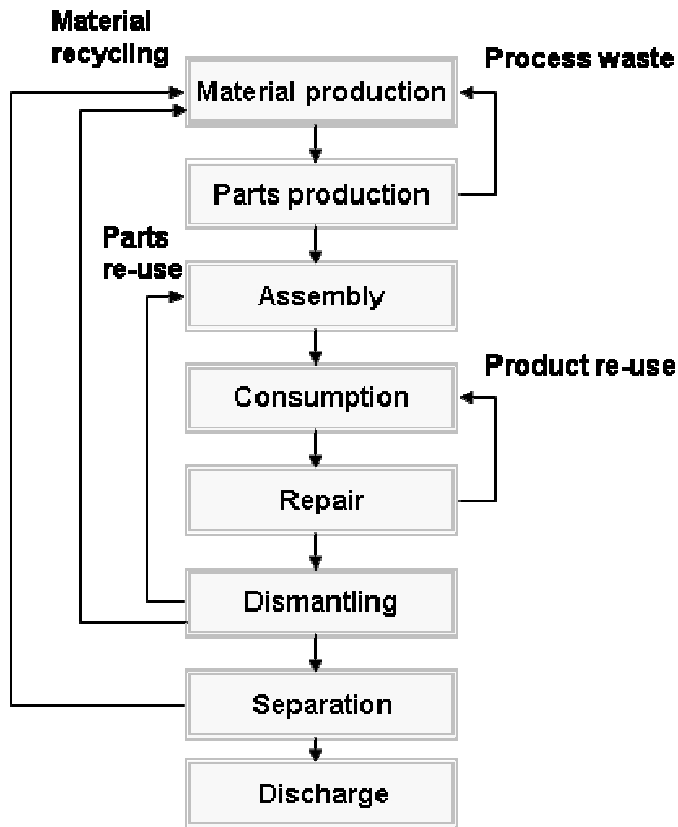 Material
recycling
Process waste
Material production
Parts production
Parts
re-use
Assembly
Product re-use
Consumption
Repair
Dismantling
Separation
Discharge